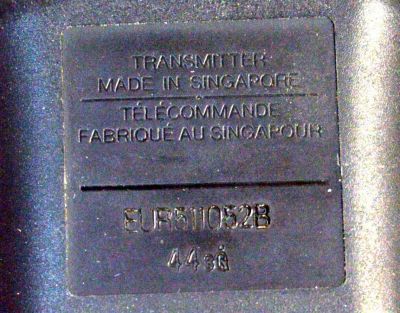 TRANSMITTER
MADE IN SINGAPORE
TÉLÉCOMMANDE
FABRIQUÉ AU SINGAPOUR
EUR511052B